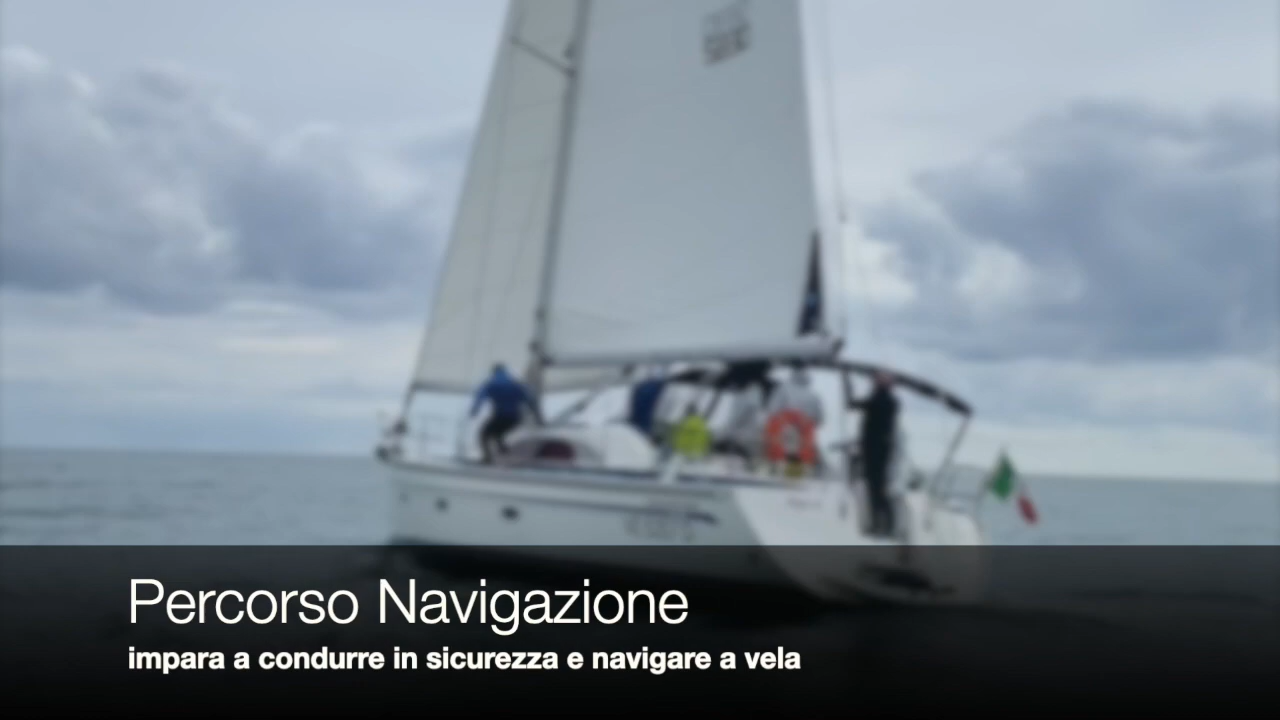 Percorso Navigazione
impara a condurre in sicurezza e navigare a vela